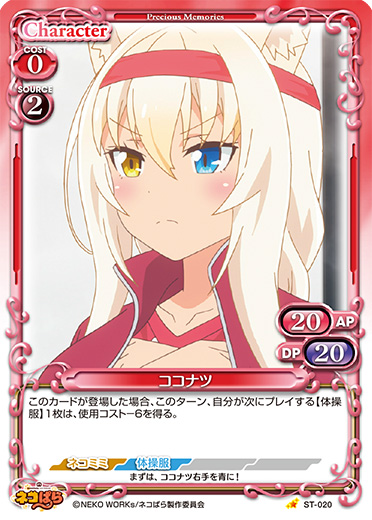 Precious Memories
Character
COST
0
SOURCE
2
20 AP
DP 20
ココナツ
このカードが登場した場合、このターン、自分が次にプレイする【体操
服】1枚は、使用コスト−6を得る。
ネコミミ 体操服
まずは、ココナツ右手を青に!
ネコぱら
©NEKO WORKs/ネコぱら製作委員会
ST-020